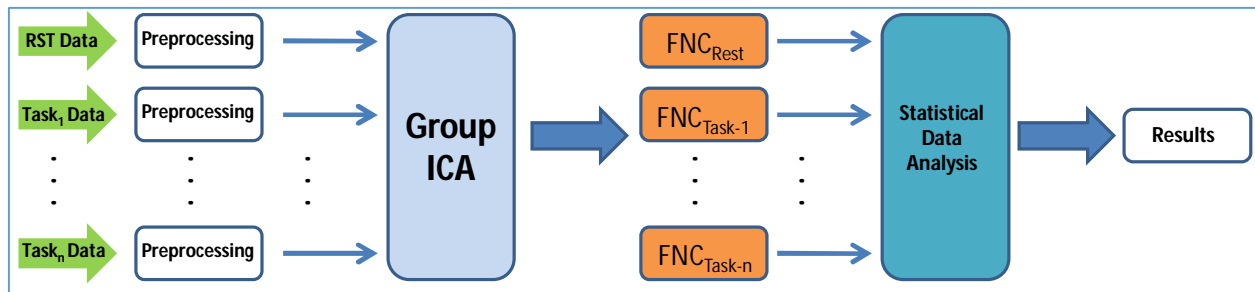 RST Data
Preprocessing
Task1 Data
Preprocessing
Taskn Data
Preprocessing
Group
ICA
FNCRest
FNCTask-1
FNCTask-n
Statistical
Data
Analysis
Results